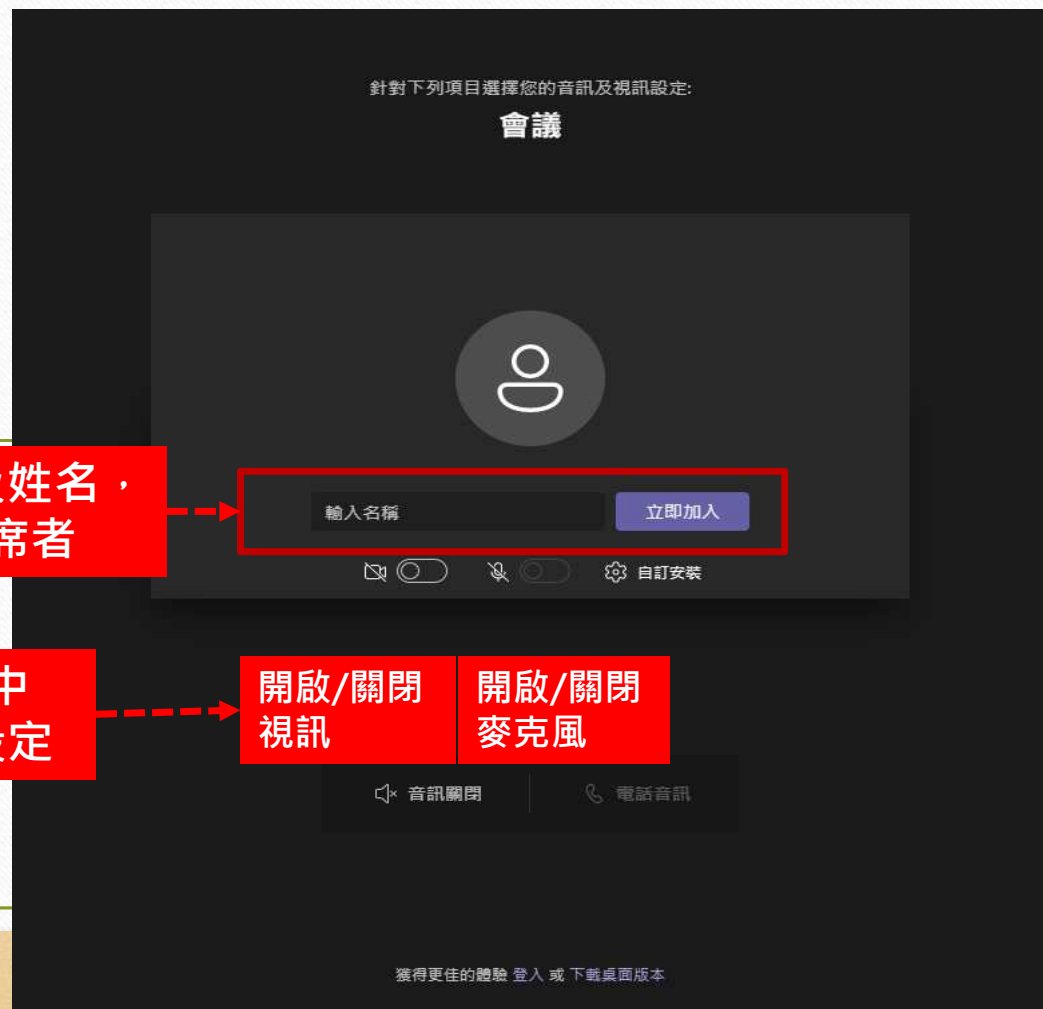 針對下列項目選擇您的音訊及視訊設定:
會議
姓名，
席者
輸入名稱
立即加入
自訂安裝
中
定
開啟/關閉
視訊
開啟/關閉
麥克風
音訊關閉
電話音訊
獲得更佳的體驗 登入 或 下載桌面版本